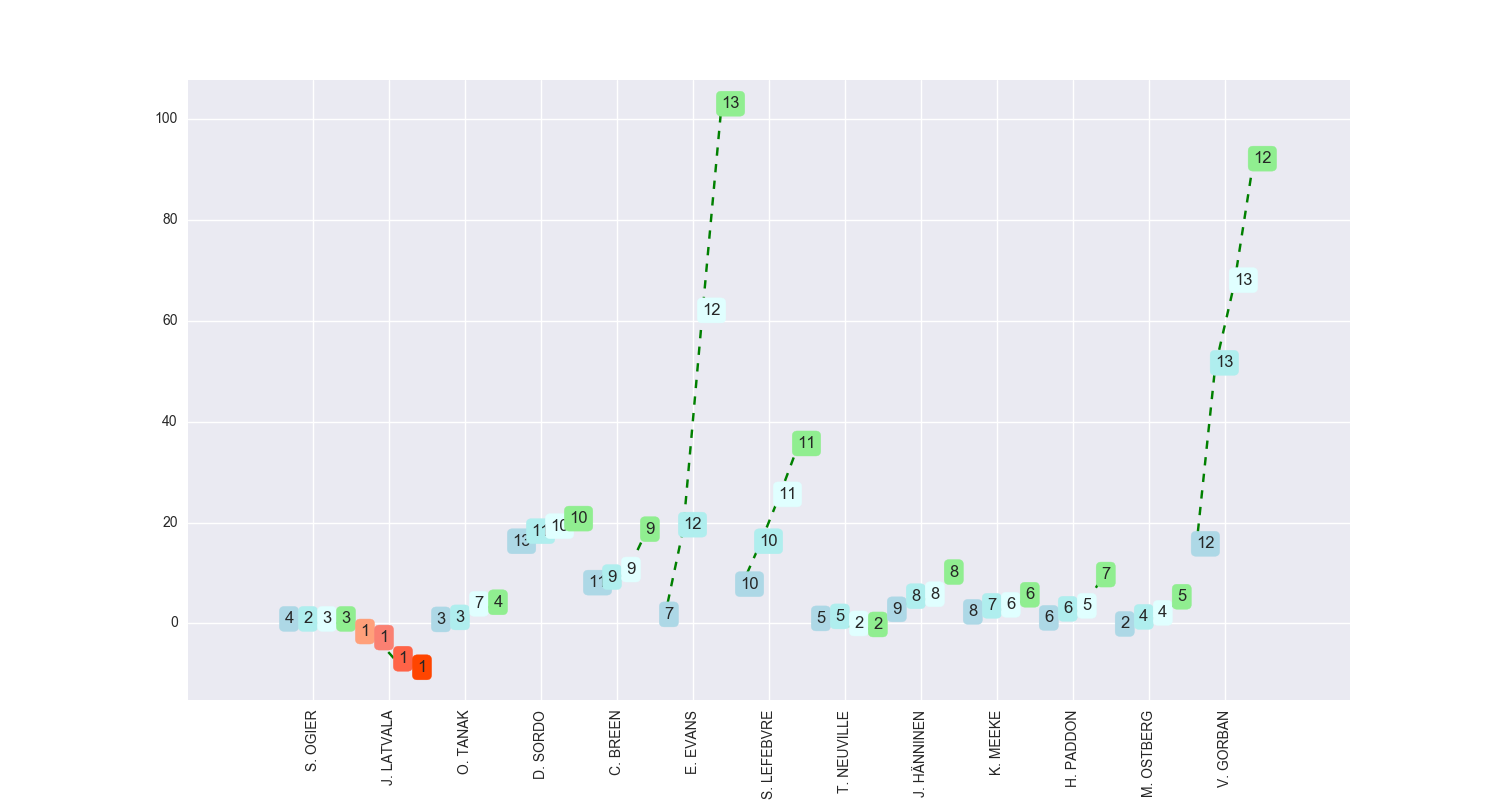 100
80
60
40
20
0
4 2 3 3
1 1 1 1
3 3 7 4
13 11 10 10
11 9 9 9
7 12 12 13
10 10 11 11
5 5 2 2
9 8 8 8
8 7 6 6
6 6 5 7
2 4 4 5
12 13 13 12
S. OGIER
J. LATVALA
O. TANAK
D. SORDO
C. BREEN
E. EVANS
S. LEFEBVRE
T. NEUVILLE
J. HÄNNINEN
K. MEEKE
H. PADDON
M. OSTBERG
V. GORBAN